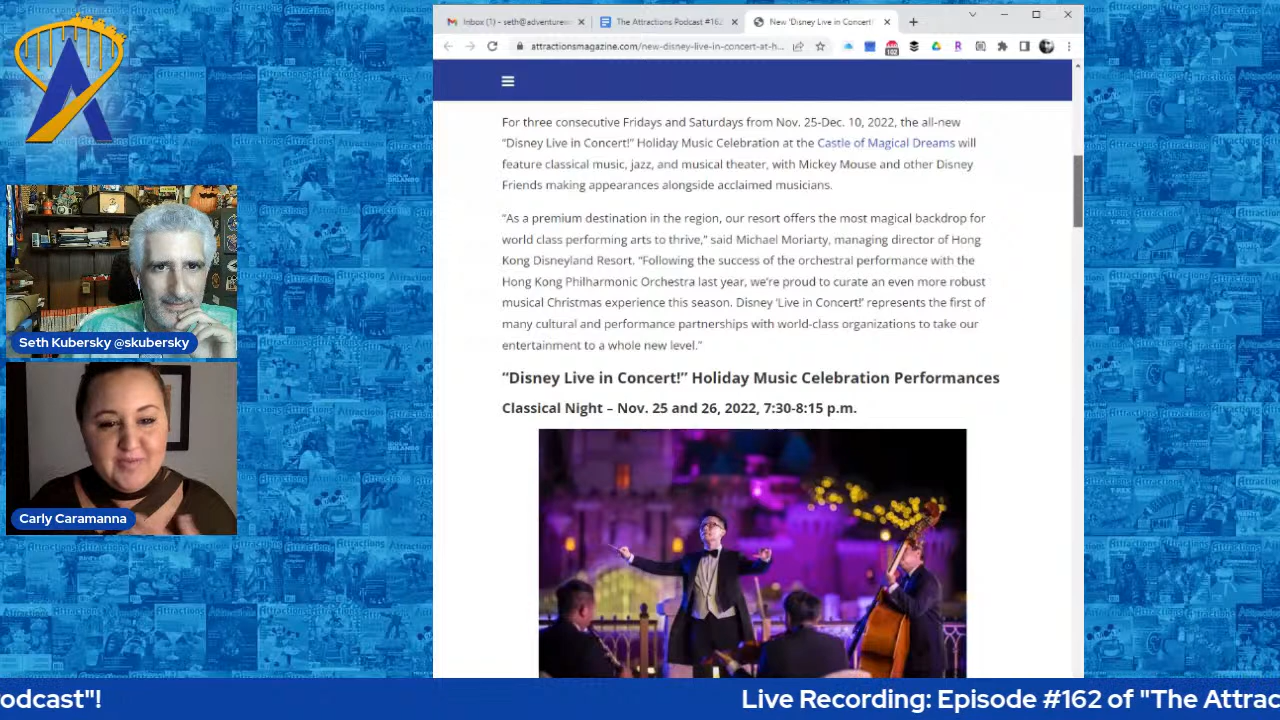 Inbox (1) - seth@adventurew
The Attractions Podcast #162
New 'Disney Live in Concert!'
attractionsmagazine.com/new-disney-live-in-concert-at-h...
102
For three consecutive Fridays and Saturdays from Nov. 25-Dec. 10, 2022, the all-new
"Disney Live in Concert!" Holiday Music Celebration at the Castle of Magical Dreams will
feature classical music, jazz, and musical theater, with Mickey Mouse and other Disney
Friends making appearances alongside acclaimed musicians.
"As a premium destination in the region, our resort offers the most magical backdrop for
world class performing arts to thrive," said Michael Moriarty, managing director of Hong
Kong Disneyland Resort. "Following the success of the orchestral performance with the
Hong Kong Philharmonic Orchestra last year, we're proud to curate an even more robust
musical Christmas experience this season. Disney 'Live in Concert!' represents the first of
many cultural and performance partnerships with world-class organizations to take our
entertainment to a whole new level."
"Disney Live in Concert!" Holiday Music Celebration Performances
Classical Night – Nov. 25 and 26, 2022, 7:30-8:15 p.m.
Seth Kubersky @skubersky
Carly Caramanna
odcast"!
Live Recording: Episode #162 of "The Attrac